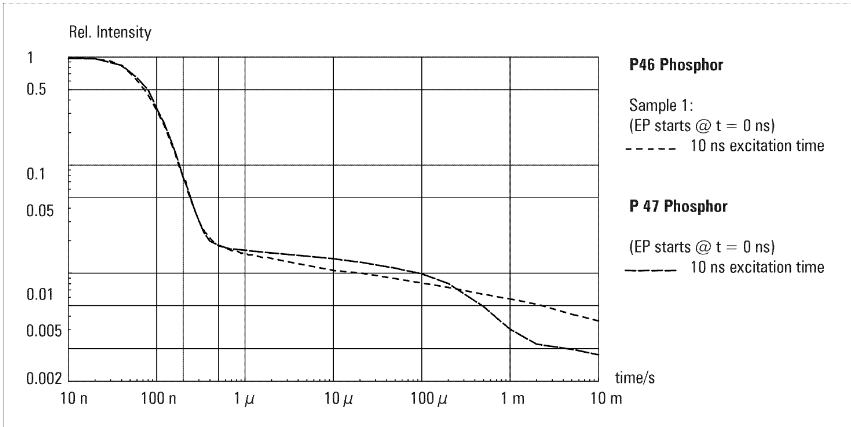 Rel. Intensity
1
0.5
0.1
0.05
0.01
0.005
0.002
10 n 100 n 1 μ 10 μ 100 μ 1 m 10 m
time/s
P46 Phosphor
Sample 1:
(EP starts @ t = 0 ns)
10 ns excitation time
P 47 Phosphor
(EP starts @ t = 0 ns)
10 ns excitation time